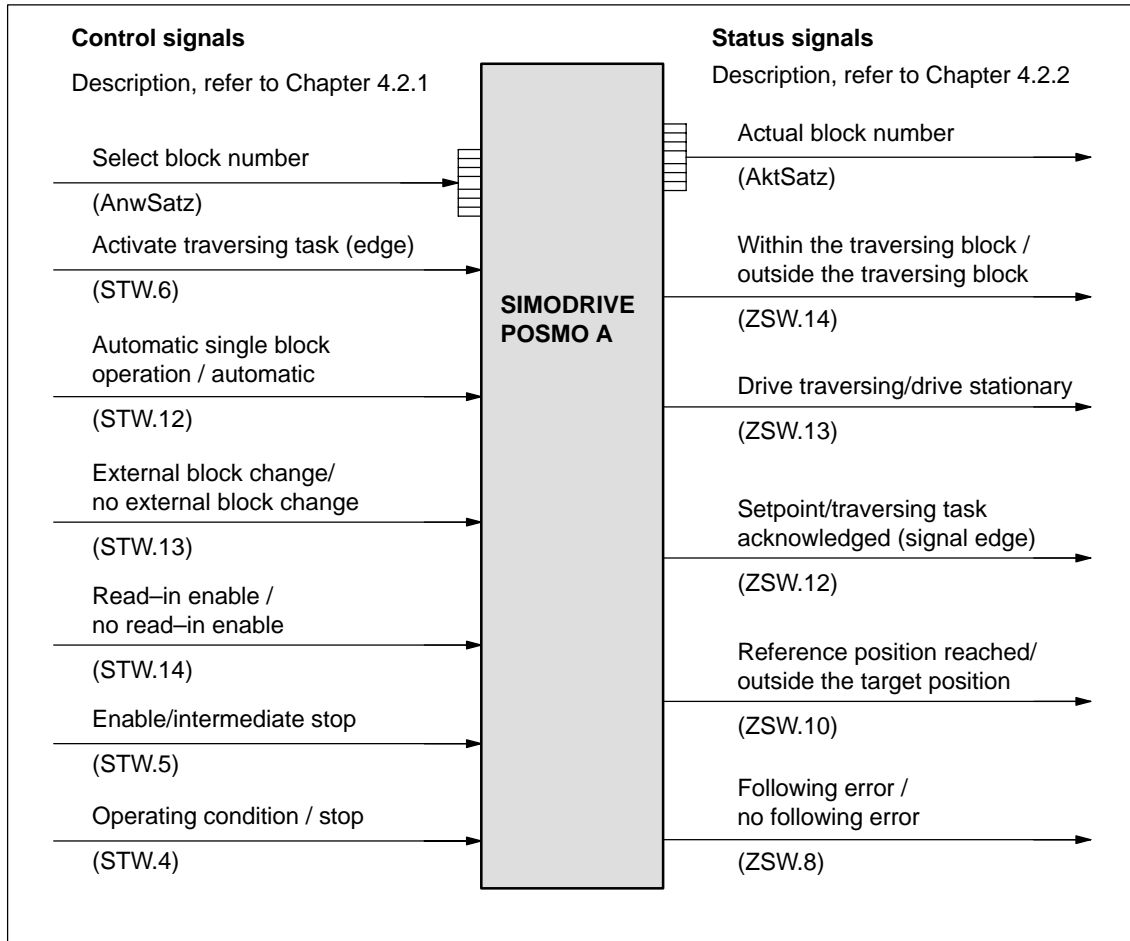 Control signals
Description, refer to Chapter 4.2.1
Select block number
(AnwSatz)
Activate traversing task (edge)
(STW.6)
Automatic single block
operation / automatic
(STW.12)
External block change/
no external block change
(STW.13)
Read–in enable /
no read–in enable
(STW.14)
Enable/intermediate stop
(STW.5)
Operating condition / stop
(STW.4)
SIMODRIVE
POSMO A
Status signals
Description, refer to Chapter 4.2.2
Actual block number
(AktSatz)
Within the traversing block /
outside the traversing block
(ZSW.14)
Drive traversing/drive stationary
(ZSW.13)
Setpoint/traversing task
acknowledged (signal edge)
(ZSW.12)
Reference position reached/
outside the target position
(ZSW.10)
Following error /
no following error
(ZSW.8)